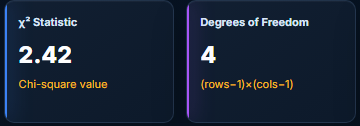 χ² Statistic
2.42
Chi-square value
Degrees of Freedom
4
(rows−1)×(cols−1)